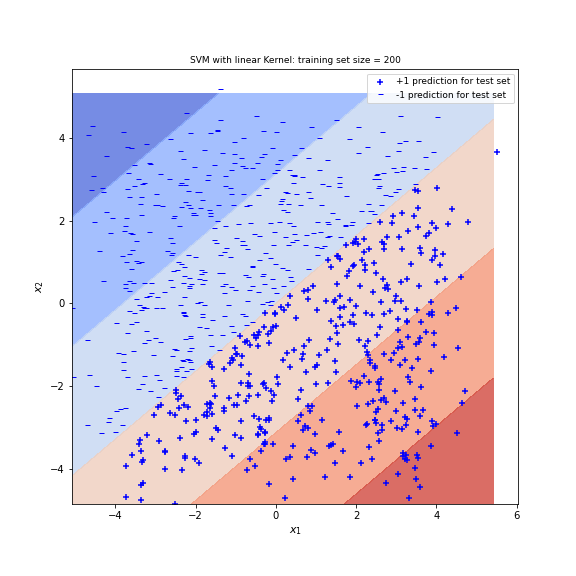 SVM with linear Kernel: training set size = 200
+1 prediction for test set
-1 prediction for test set
4
2
0
−2
−4
x2
−4
−2
0
2
4
6
x1